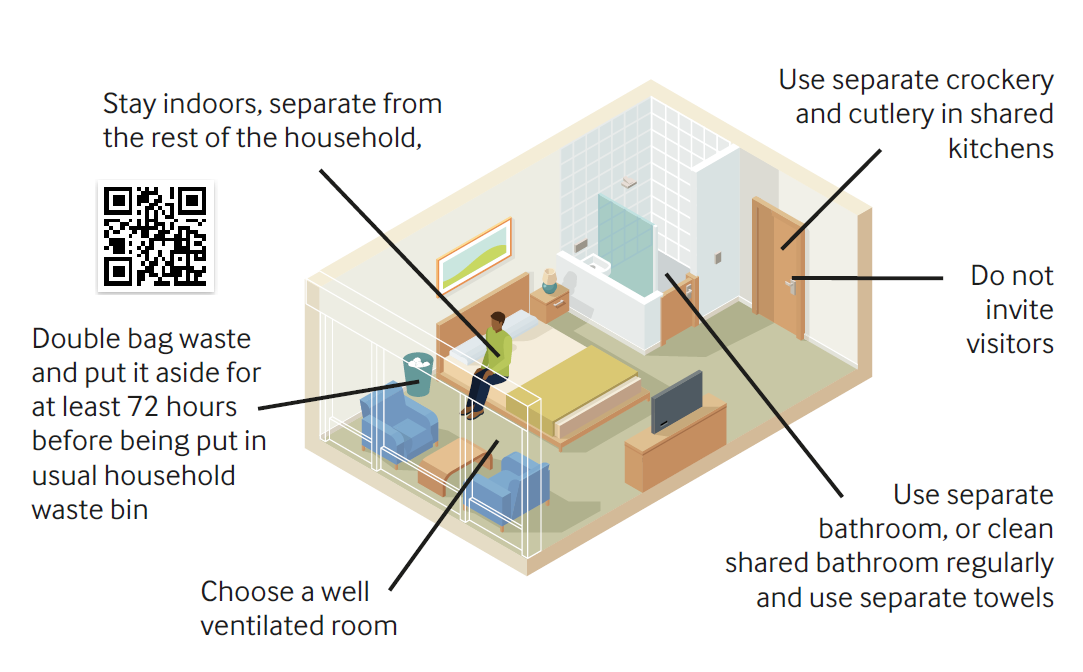 Stay indoors, separate from
the rest of the household,
Use separate crockery
and cutlery in shared
kitchens
Do not
invite
visitors
Double bag waste
and put it aside for
at least 72 hours
before being put in
usual household
waste bin
Use separate
bathroom, or clean
shared bathroom regularly
and use separate towels
Choose a well
ventilated room